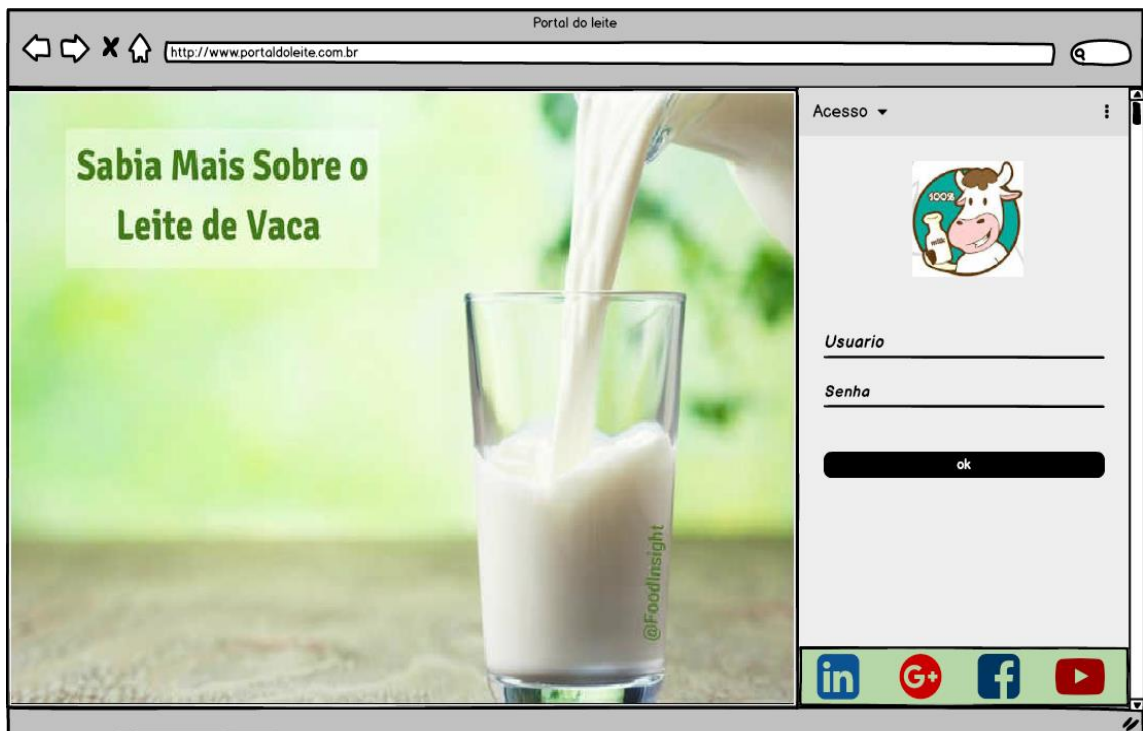 Portal do leite
http://www.portaldoleite.com.br
Sabia Mais Sobre o
Leite de Vaca
@FoodInsight
Acesso
100%
milk
Usuario
Senha
ok
in
G+
f